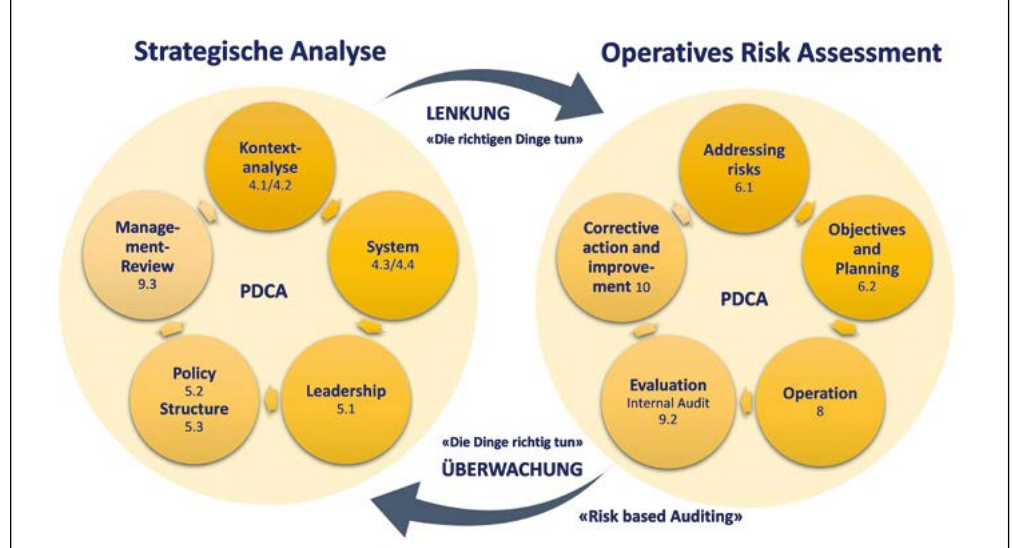 Strategische Analyse
Operatives Risk Assessment
LENKUNG
«Die richtigen Dinge tun»
Kontext-
analyse
4.1/4.2
System
4.3/4.4
Leadership
5.1
Policy
5.2
Structure
5.3
Manage-
ment-
Review
9.3
PDCA
Addressing
risks
6.1
Objectives
and
Planning
6.2
Operation
8
Evaluation
Internal Audit
9.2
Corrective
action and
improve-
ment 10
PDCA
«Die Dinge richtig tun»
ÜBERWACHUNG
«Risk based Auditing»